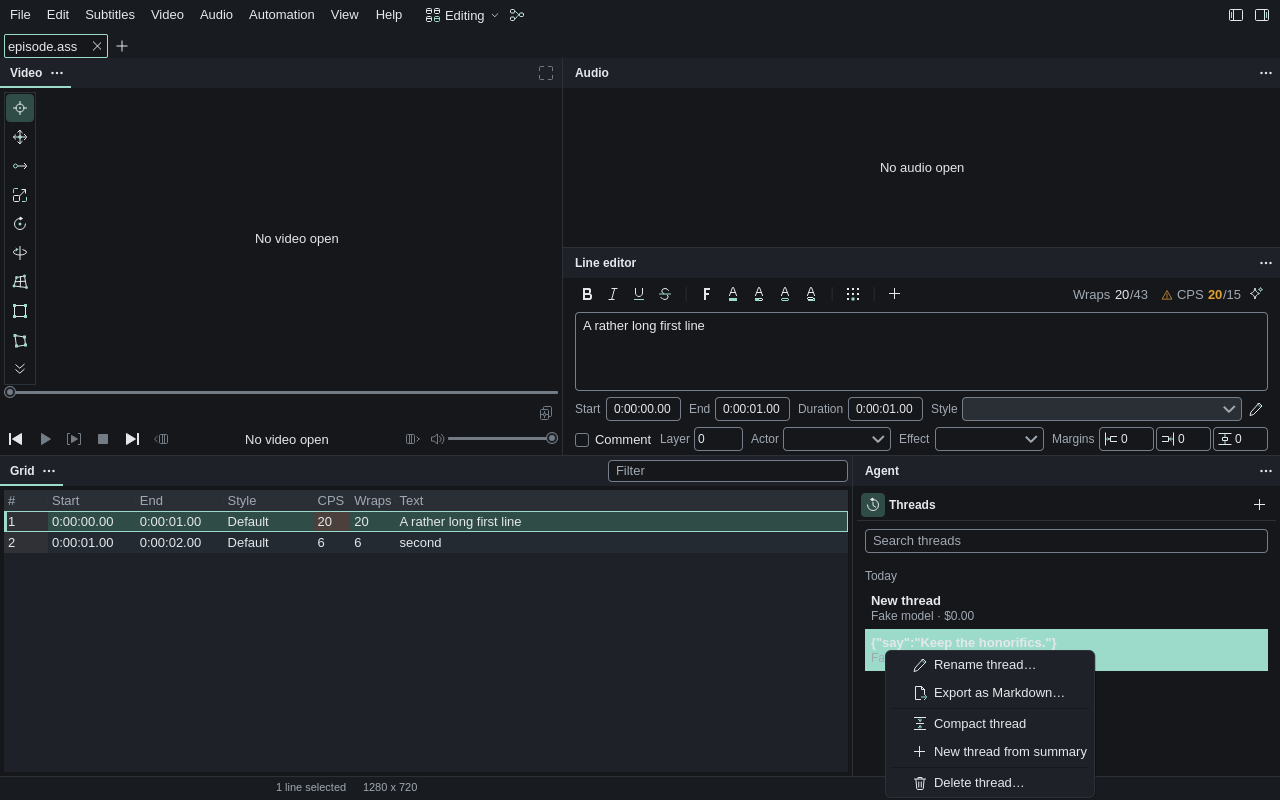 File Edit Subtitles Video Audio Automation View Help Editing
episode.ass
Video
Audio
No video open
No audio open
Line editor
B I U S F A A A A Wraps 20/43 CPS 20/15
A rather long first line
Start 0:00:00.00 End 0:00:01.00 Duration 0:00:01.00 Style
No video open
Comment Layer 0 Actor Effect Margins 0 0 0
Grid
Filter
# Start End Style CPS Wraps Text
1 0:00:00.00 0:00:01.00 Default 20 20 A rather long first line
2 0:00:01.00 0:00:02.00 Default 6 6 second
Agent
Threads
Search threads
Today
New thread
Fake model · $0.00
{"say":"Keep the honorifics."}
Rename thread…
Export as Markdown…
Compact thread
New thread from summary
Delete thread…
1 line selected 1280 x 720